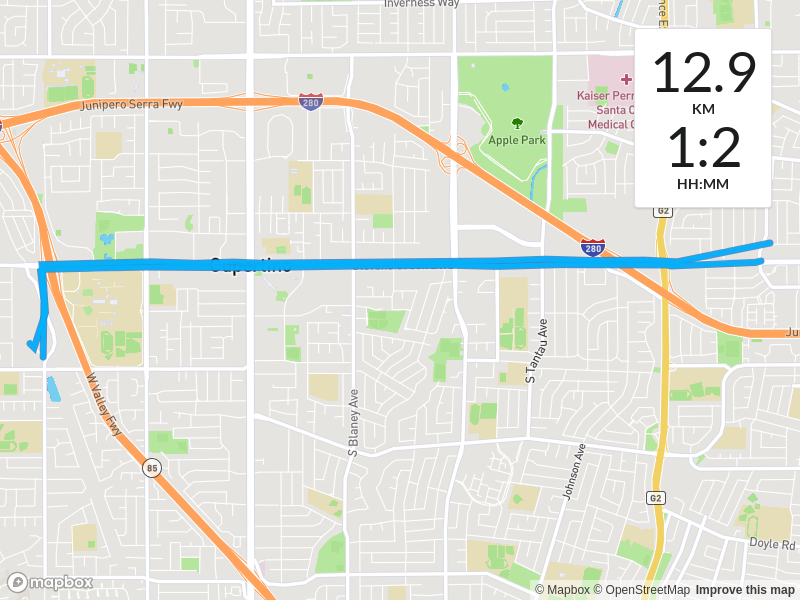 Inverness Way
12.9
KM
1:2
HH:MM
Kaiser Perm
Santa C
Medical C
Junipero Serra Fwy
280
Apple Park
G2
280
S Tantau Ave
W Valley Fwy
S Blaney Ave
Johnson Ave
85
G2
Doyle Rd
mapbox
© Mapbox © OpenStreetMap Improve this map